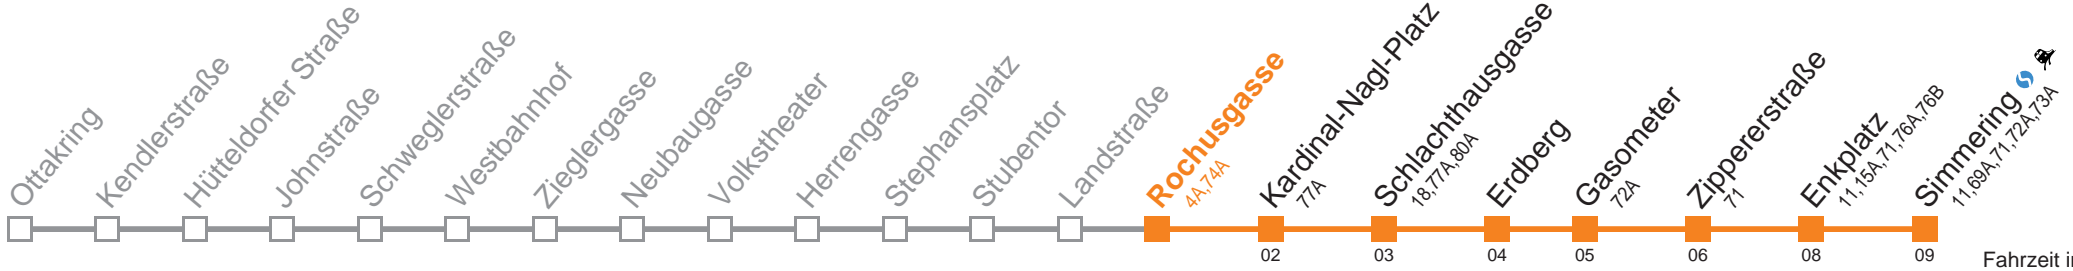 Ottakring
Kendlerstraße
Hütteldorfer Straße
Johnstraße
Schweglerstraße
Westbahnhof
Zieglergasse
Neubaugasse
Volkstheater
Herrengasse
Stephansplatz
Stubentor
Landstraße
Rochusgasse
4A,74A
Kardinal-Nagl-Platz
77A
Schlachthausgasse
18,77A,80A
Erdberg
Gasometer
72A
Zippererstraße
71
Enkplatz
11,15A,71,76A,76B
Simmering
11,69A,71,72A,73A
02 03 04 05 06 08 09
Fahrzeit in